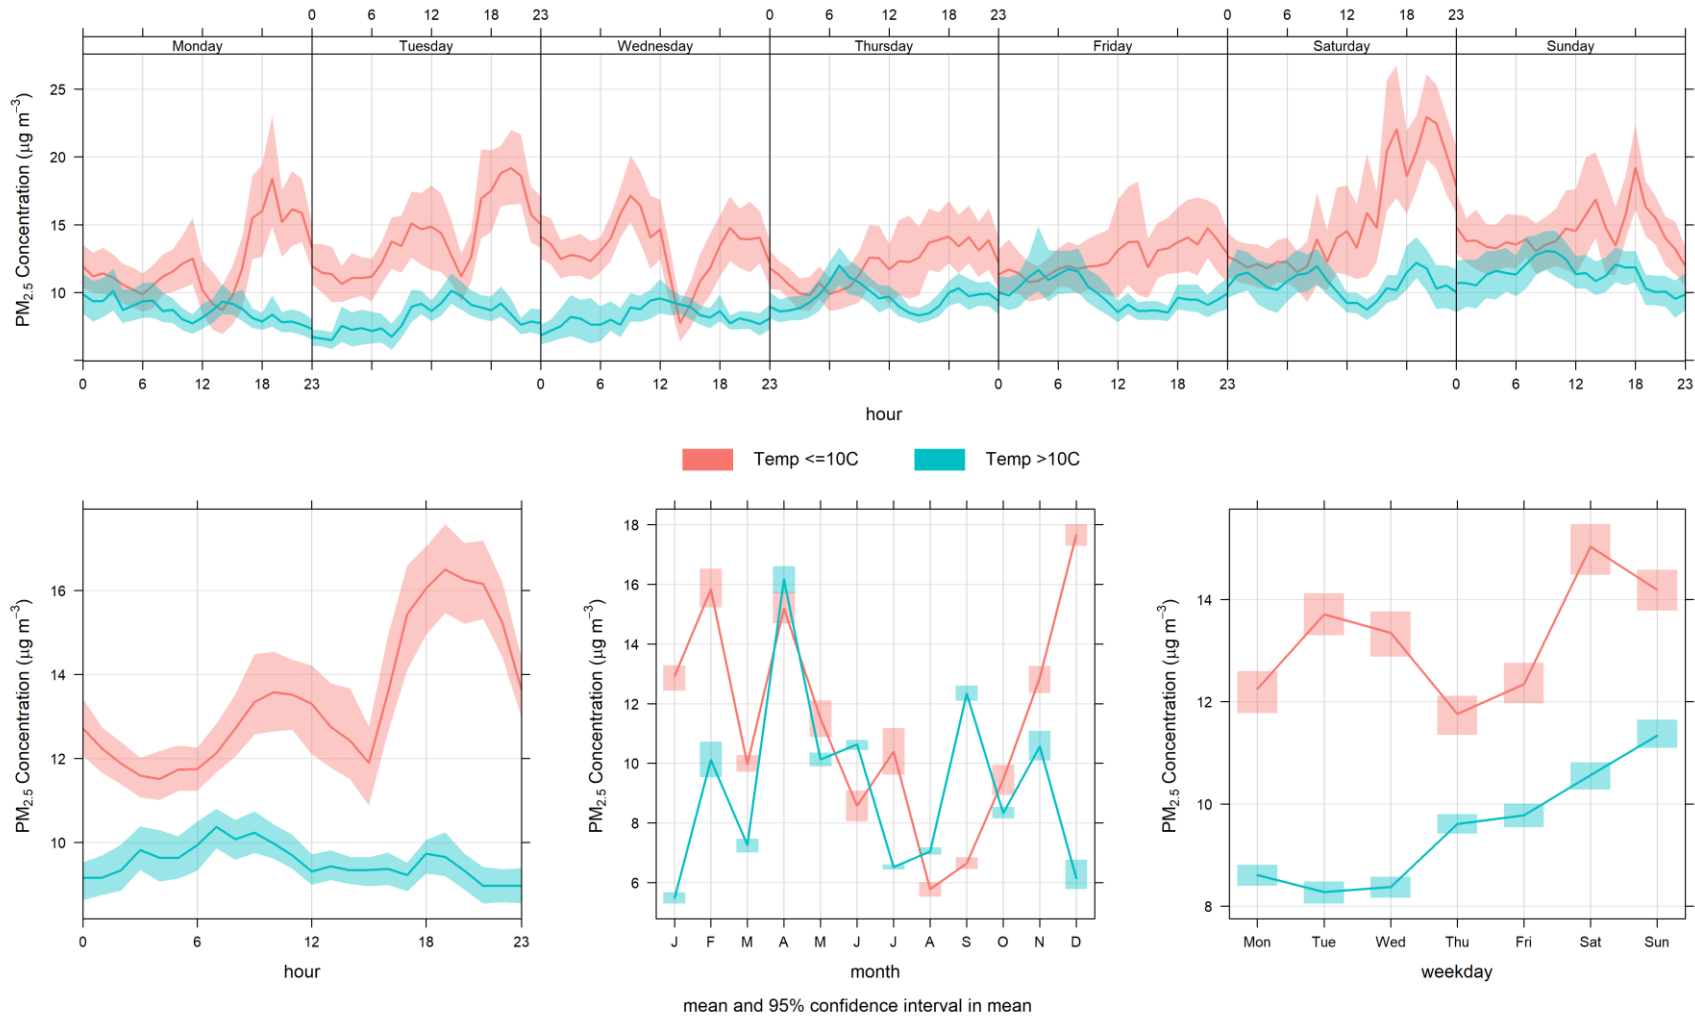 0 6 12 18 23 0 6 12 18 23 0 6 12 18 23
Monday Tuesday Wednesday Thursday Friday Saturday Sunday
25
20
15
10
PM2.5 Concentration (µg m−3)
0 6 12 18 23 0 6 12 23 0 6 12 18 23 0 6 12 18 23
hour
Temp <=10C Temp >10C
16
14
12
10
PM2.5 Concentration (µg m−3)
0 6 12 18 23
hour
18
16
14
12
10
8
6
PM2.5 Concentration (µg m−3)
J F M A M J J A S O N D
month
14
12
10
8
PM2.5 Concentration (µg m−3)
Mon Tue Wed Thu Fri Sat Sun
weekday
mean and 95% confidence interval in mean